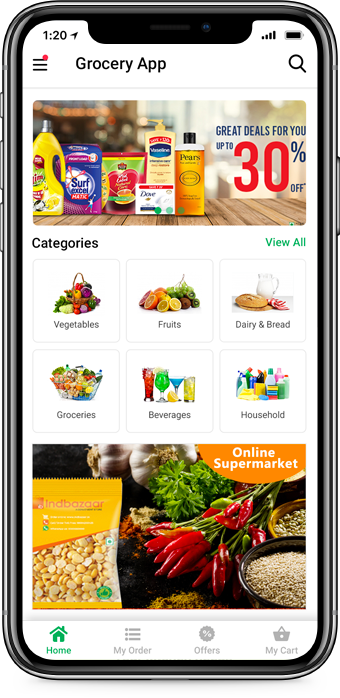 1:20
Grocery App
GREAT DEALS FOR YOU
UP TO 30% OFF*
Vaseline
Pears
Surf excel
MATIC
Dove
Categories
View All
Vegetables
Fruits
Dairy & Bread
Groceries
Beverages
Household
Online
Supermarket
Indbazaar
Home
My Order
Offers
My Cart